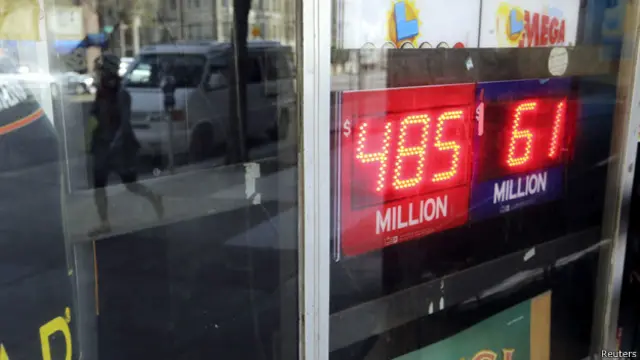 MEGA
$485
MILLION
$61
MILLION
Reuters